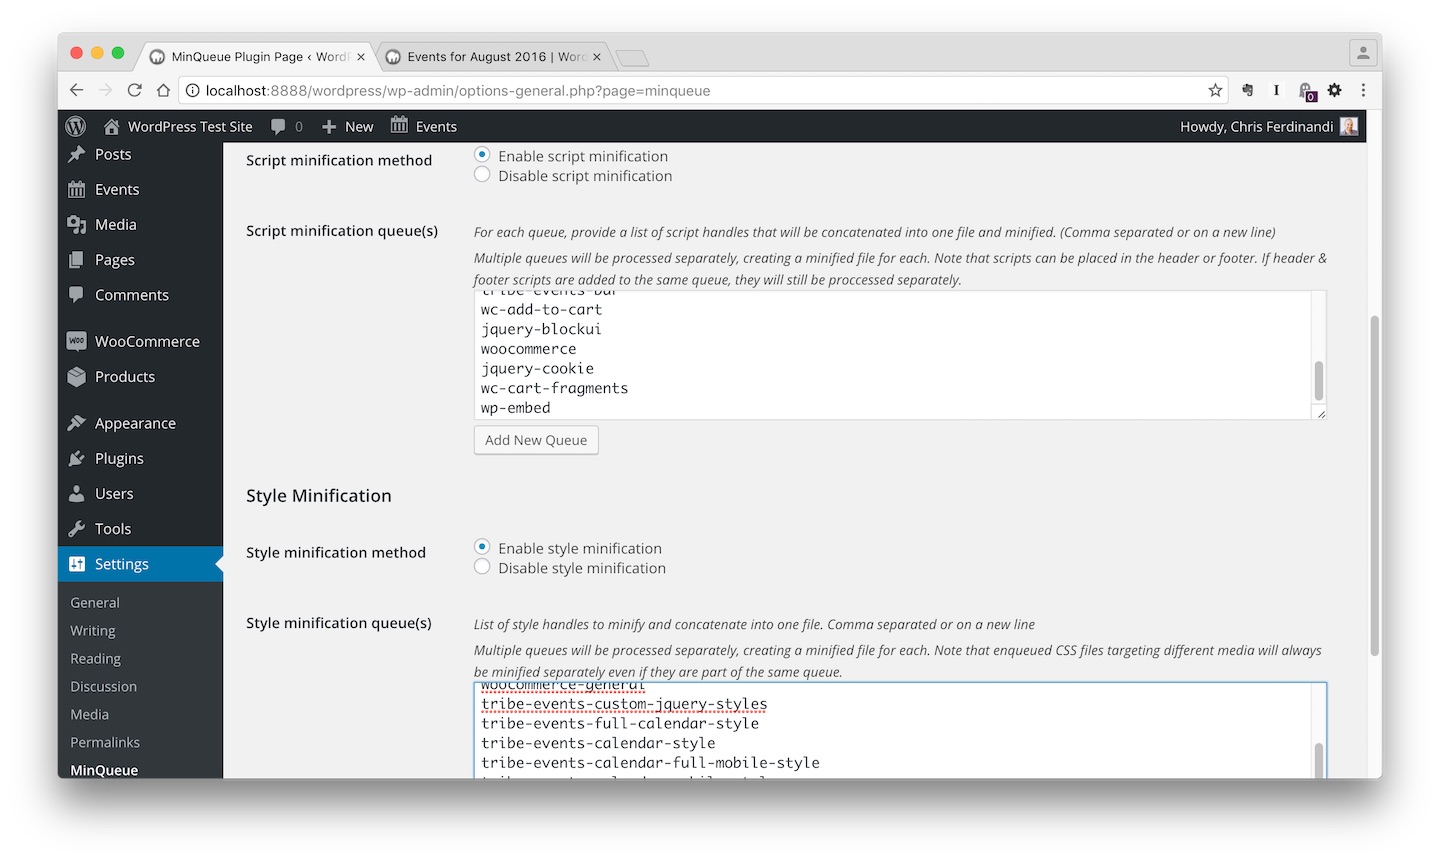 MinQueue Plugin Page ‹ WordP
Events for August 2016 | Word
localhost:8888/wordpress/wp-admin/options-general.php?page=minqueue
I
0
WordPress Test Site
0
New
Events
Howdy, Chris Ferdinandi
Posts
Events
Media
Pages
Comments
woo
WooCommerce
Products
Appearance
Plugins
Users
Tools
Settings
General
Writing
Reading
Discussion
Media
Permalinks
MinQueue
Script minification method
Enable script minification
Disable script minification
Script minification queue(s)
For each queue, provide a list of script handles that will be concatenated into one file and minified. (Comma separated or on a new line)
Multiple queues will be processed separately, creating a minified file for each. Note that scripts can be placed in the header or footer. If header &
footer scripts are added to the same queue, they will still be proccessed separately.
tribe-events-bar
wc-add-to-cart
jquery-blockui
woocommerce
jquery-cookie
wc-cart-fragments
wp-embed
Add New Queue
Style Minification
Style minification method
Enable style minification
Disable style minification
Style minification queue(s)
List of style handles to minify and concatenate into one file. Comma separated or on a new line
Multiple queues will be processed separately, creating a minified file for each. Note that enqueued CSS files targeting different media will always
be minified separately even if they are part of the same queue.
woocommerce-general
tribe-events-custom-jquery-styles
tribe-events-full-calendar-style
tribe-events-calendar-style
tribe-events-calendar-full-mobile-style